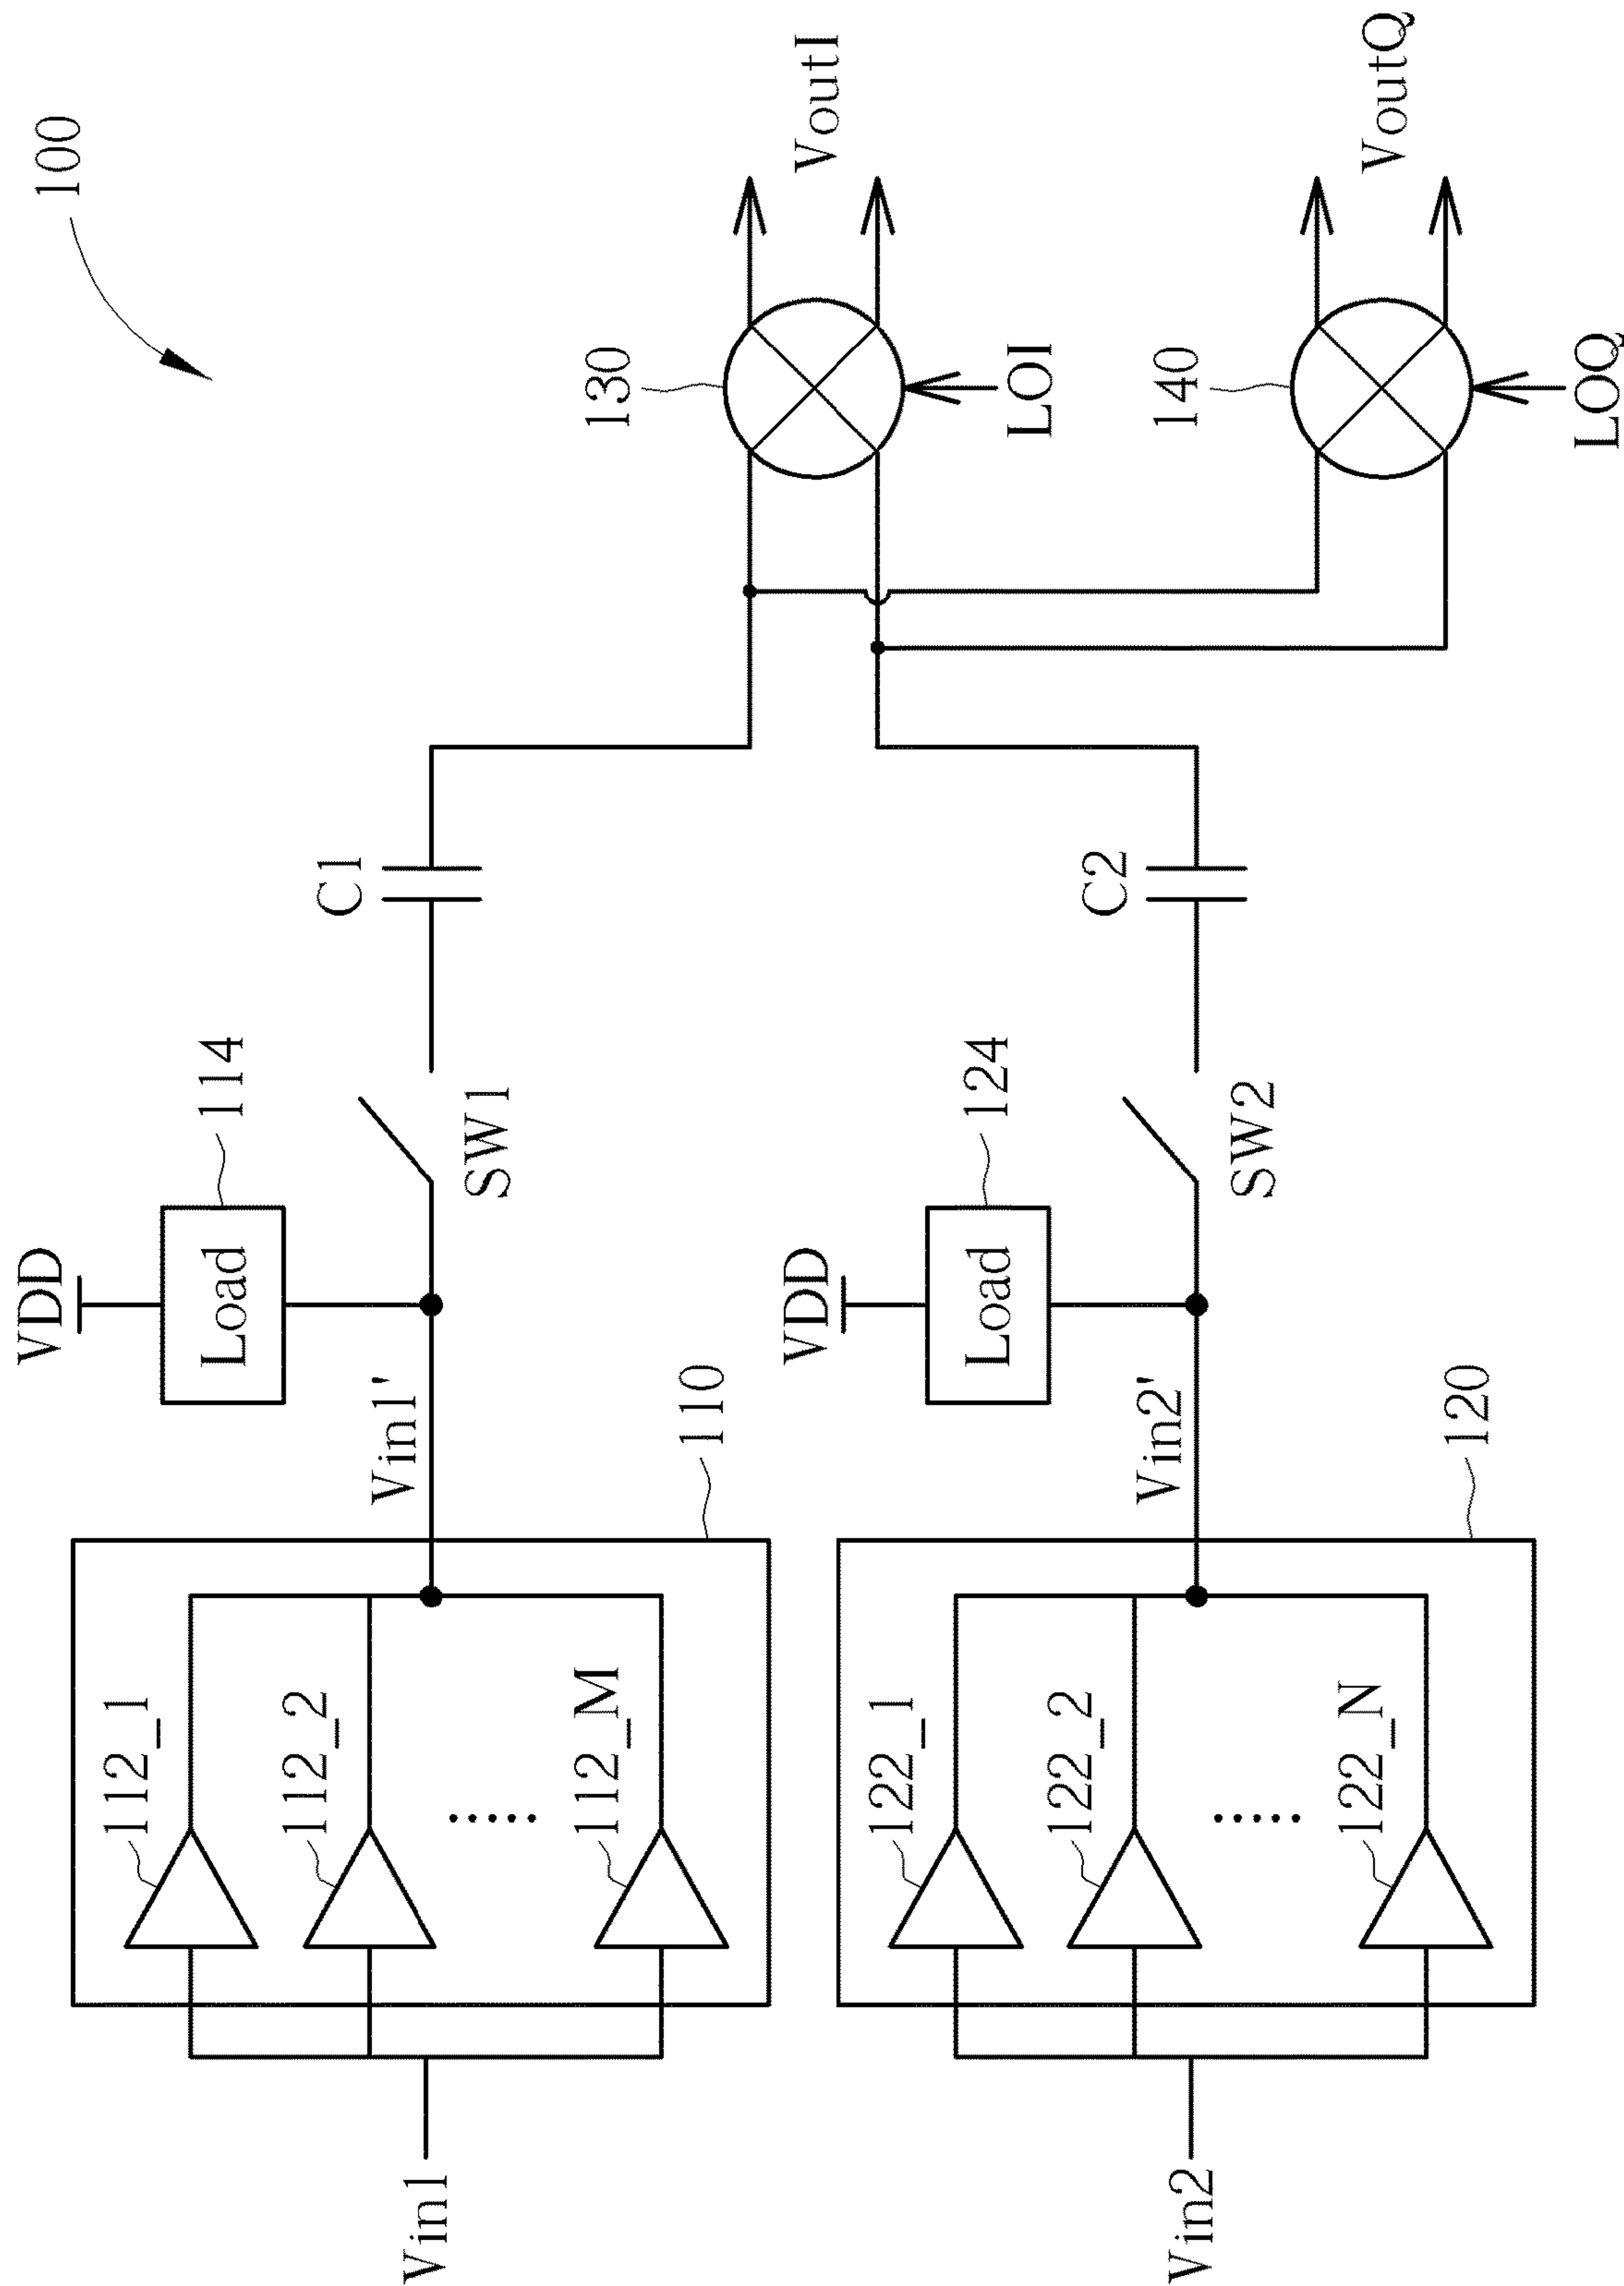 100
VDD
114
Load
112_1
112_2
112_M
Vin1
Vin1'
110
SW1
C1
130
VoutI
LOI
VDD
124
Load
122_1
122_2
122_N
Vin2
Vin2'
120
SW2
C2
140
VoutQ
LOQ